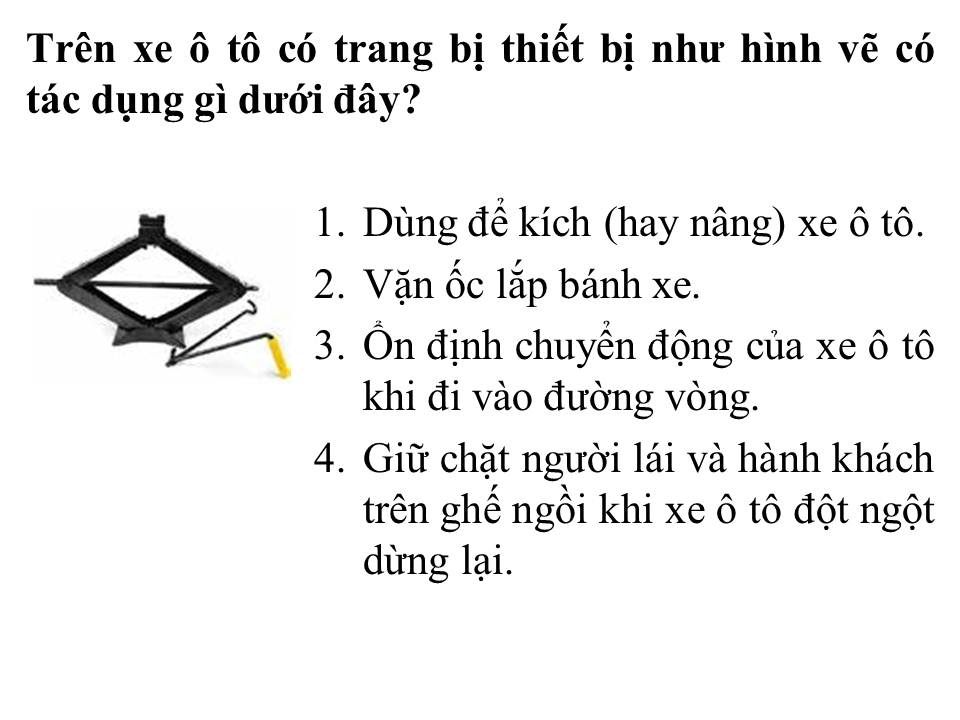 Trên xe ô tô có trang bị thiết bị như hình vẽ có
tác dụng gì dưới đây?
1. Dùng để kích (hay nâng) xe ô tô.
2. Vặn ốc lắp bánh xe.
3. Ổn định chuyển động của xe ô tô
khi đi vào đường vòng.
4. Giữ chặt người lái và hành khách
trên ghế ngồi khi xe ô tô đột ngột
dừng lại.